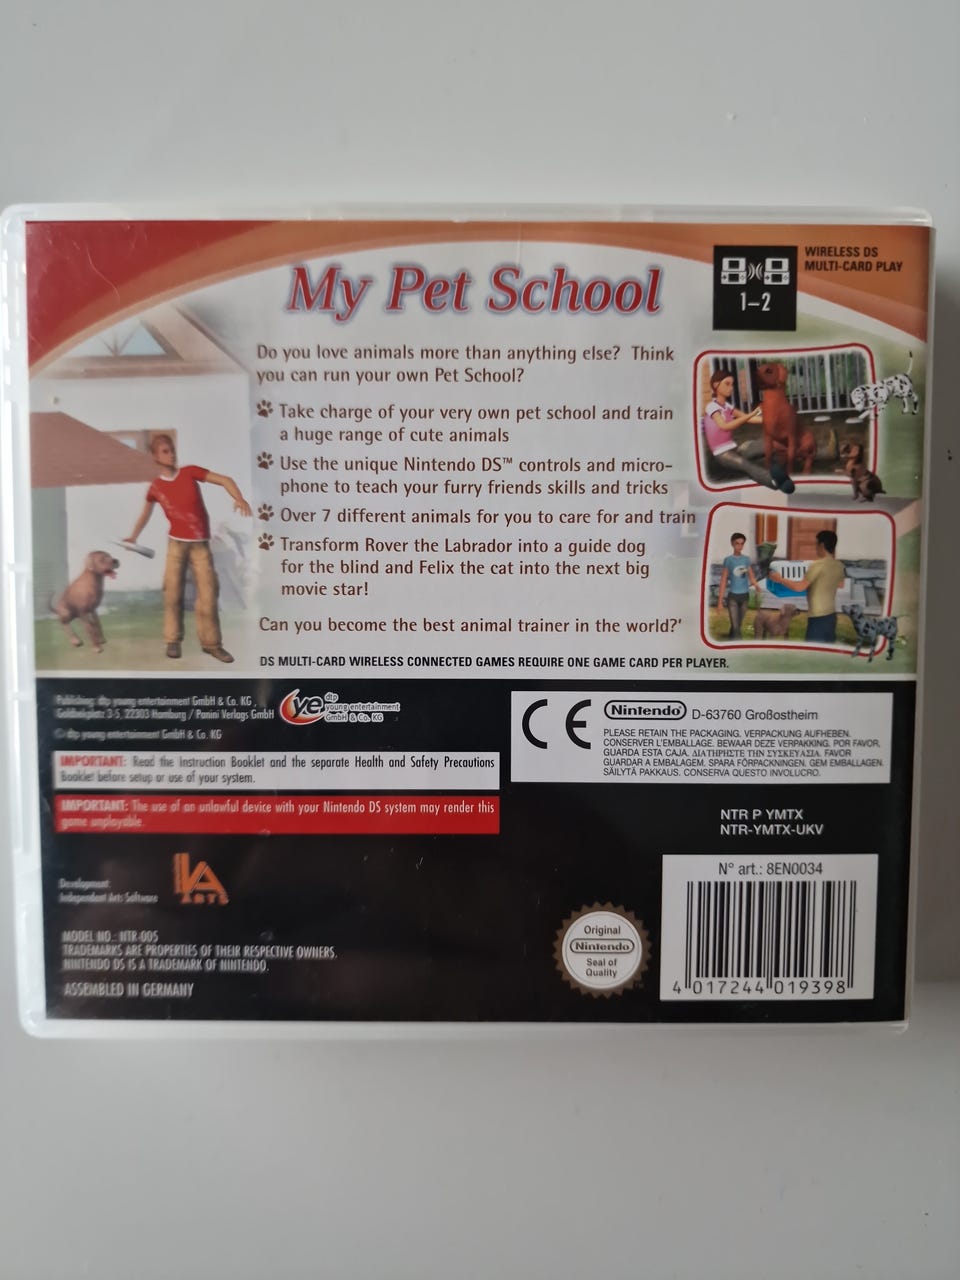 My Pet School
WIRELESS DS
MULTI-CARD PLAY
1-2
Do you love animals more than anything else? Think
you can run your own Pet School?
Take charge of your very own pet school and train
a huge range of cute animals
Use the unique Nintendo DS™ controls and micro-
phone to teach your furry friends skills and tricks
Over 7 different animals for you to care for and train
Transform Rover the Labrador into a guide dog
for the blind and Felix the cat into the next big
movie star!
Can you become the best animal trainer in the world?'
DS MULTI-CARD WIRELESS CONNECTED GAMES REQUIRE ONE GAME CARD PER PLAYER.
Publishing: dtp young entertainment GmbH & Co. KG,
Goldbekplatz 3-5, 22303 Hamburg / Panini Verlags GmbH
© dtp young entertainment GmbH & Co. KG
ye dtp
young entertainment
GmbH & Co. KG
IMPORTANT: Read the Instruction Booklet and the separate Health and Safety Precautions
Booklet before setup or use of your system.
IMPORTANT: The use of an unlawful device with your Nintendo DS system may render this
game unplayable.
CE
Nintendo D-63760 Großostheim
PLEASE RETAIN THE PACKAGING. VERPACKUNG AUFHEBEN.
CONSERVER L'EMBALLAGE. BEWAAR DEZE VERPAKKING. POR FAVOR,
GUARDA ESTA CAJA. ΔΙΑΤΗΡΗΣΤΕ ΤΗΝ ΣΥΣΚΕΥΑΣΙΑ. FAVOR
GUARDAR A EMBALAGEM. SPARA FÖRPACKNINGEN. GEM EMBALLAGEN.
SÄILYTÄ PAKKAUS. CONSERVA QUESTO INVOLUCRO.
NTR P YMTX
NTR-YMTX-UKV
Development:
Independent Arts Software
IA
ARTS
MODEL NO.: NTR-005
TRADEMARKS ARE PROPERTIES OF THEIR RESPECTIVE OWNERS.
NINTENDO DS IS A TRADEMARK OF NINTENDO.
ASSEMBLED IN GERMANY
Original
Nintendo
Seal of
Quality
TM
N° art.: 8EN0034
4 017244 019398